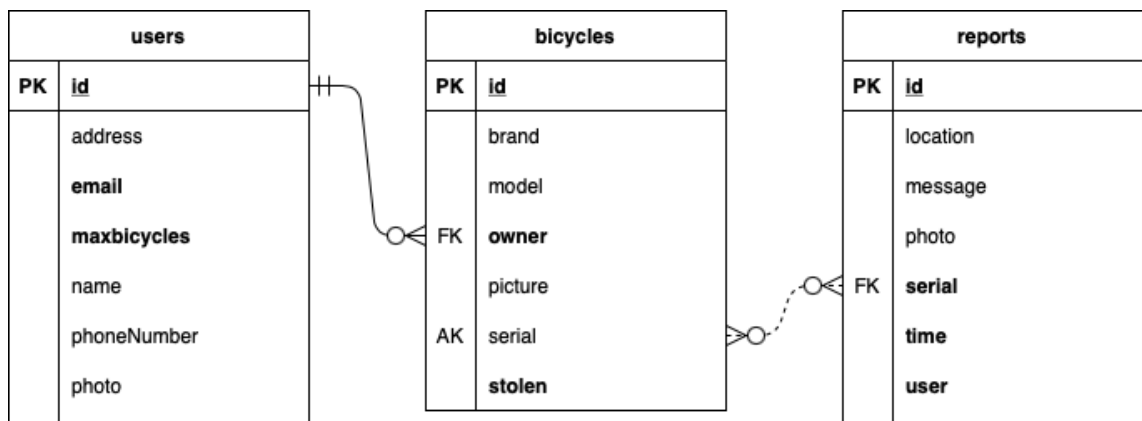 users
PK id
address
email
maxbicycles
name
phoneNumber
photo
bicycles
PK id
brand
model
FK owner
picture
AK serial
stolen
reports
PK id
location
message
photo
FK serial
time
user